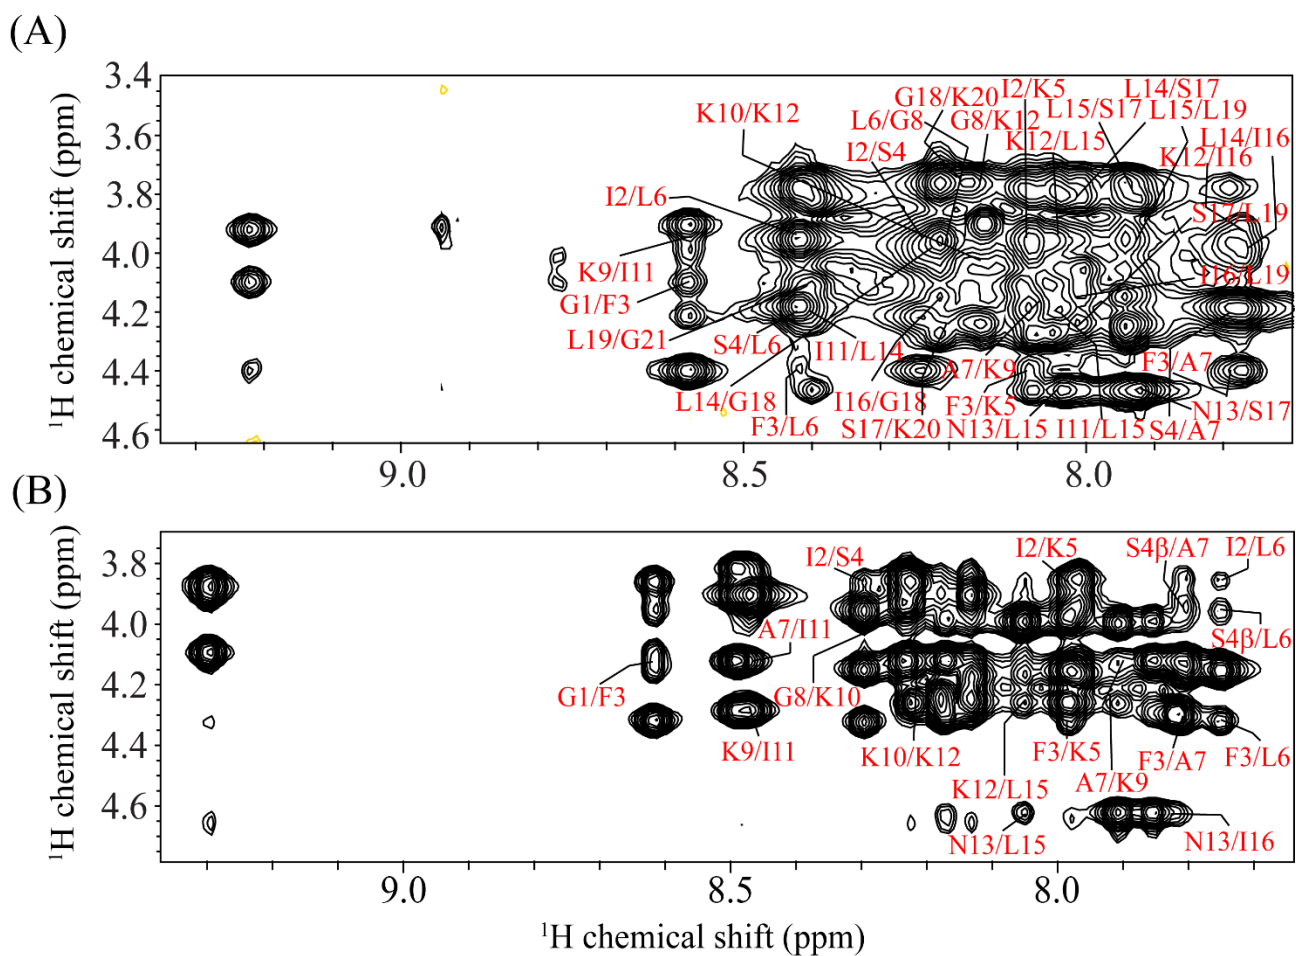 (A)
3.4
3.6
3.8
4.0
4.2
4.4
4.6
¹H chemical shift (ppm)
K10/K12
G18/K20
I2/K5
L14/S17
L6/G8
G8/K12
L15/S17
L15/L19
I2/S4
K12/L15
L14/I16
K12/I16
I2/L6
S17/L19
K9/I11
G1/F3
I16/L19
L19/G21
S4/L6
I11/L14
A7/K9
F3/A7
L14/G18
I16/G18
F3/K5
N13/S17
F3/L6
S17/K20
N13/L15
I11/L15
S4/A7
9.0
8.5
8.0
(B)
3.8
4.0
4.2
4.4
4.6
¹H chemical shift (ppm)
I2/S4
I2/K5
S4β/A7
I2/L6
A7/I11
S4β/L6
G1/F3
G8/K10
K9/I11
K10/K12
F3/K5
F3/A7
F3/L6
K12/L15
A7/K9
N13/L15
N13/I16
9.0
8.5
8.0
¹H chemical shift (ppm)